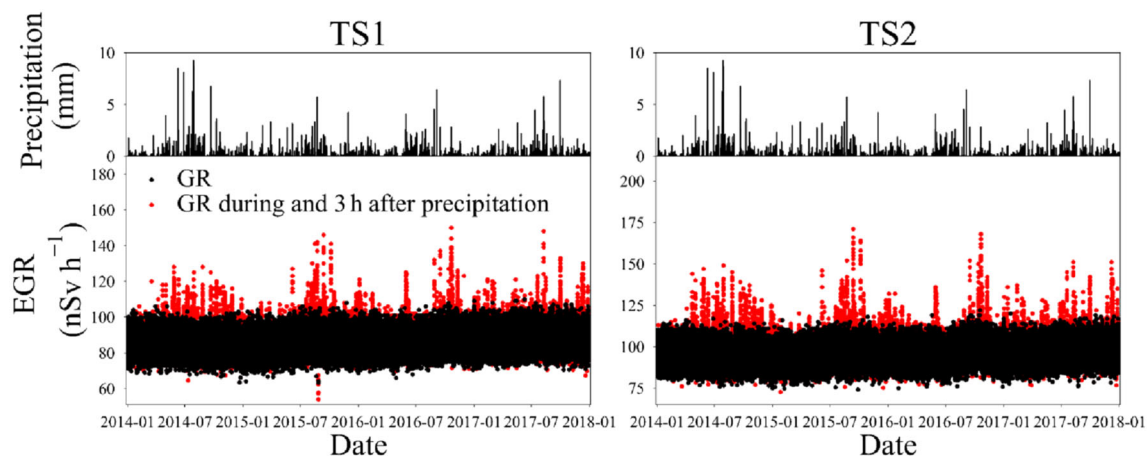 TS1
TS2
Precipitation
(mm)
10
5
0
10
5
0
EGR
(nSv h⁻¹)
180
160
140
120
100
80
60
GR
GR during and 3 h after precipitation
200
175
150
125
100
75
2014-01 2014-07 2015-01 2015-07 2016-01 2016-07 2017-01 2017-07 2018-01
2014-01 2014-07 2015-01 2015-07 2016-01 2016-07 2017-01 2017-07 2018-01
Date
Date